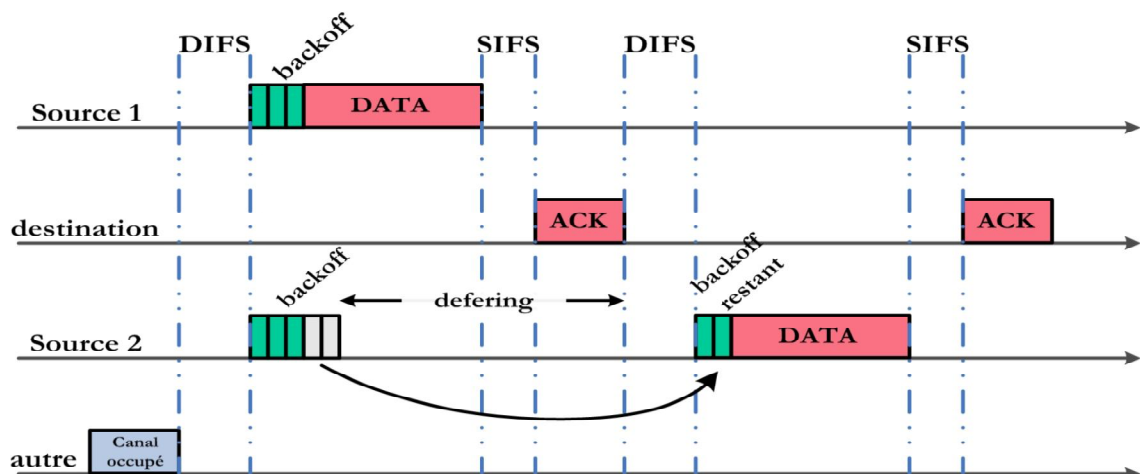 DIFS
backoff
SIFS
DIFS
SIFS
Source 1
DATA
destination
ACK
ACK
backoff
defering
backoff
restant
Source 2
DATA
autre
Canal
occupé